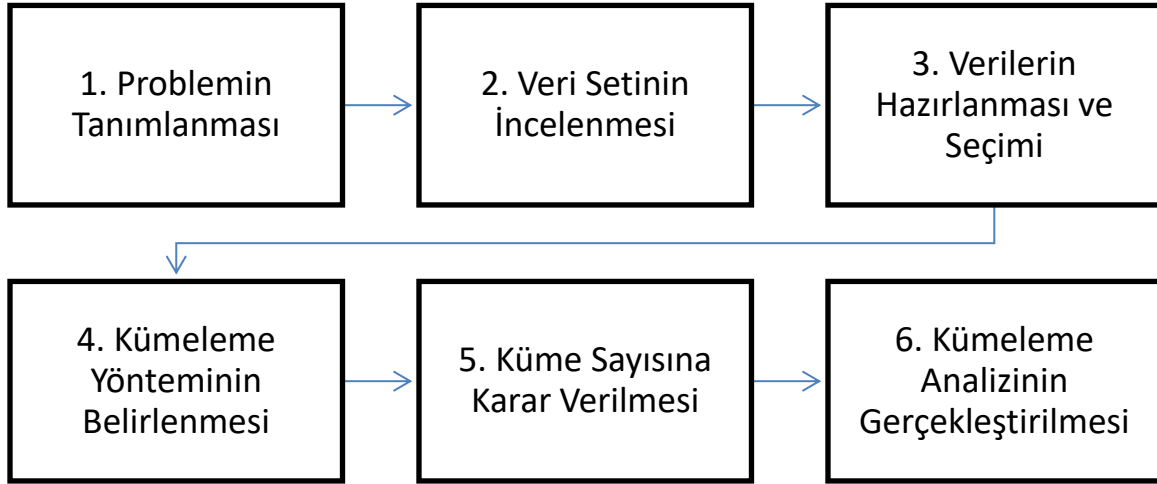 1. Problemin
Tanımlanması
2. Veri Setinin
İncelenmesi
3. Verilerin
Hazırlanması ve
Seçimi
4. Kümeleme
Yönteminin
Belirlenmesi
5. Küme Sayısına
Karar Verilmesi
6. Kümeleme
Analizinin
Gerçekleştirilmesi